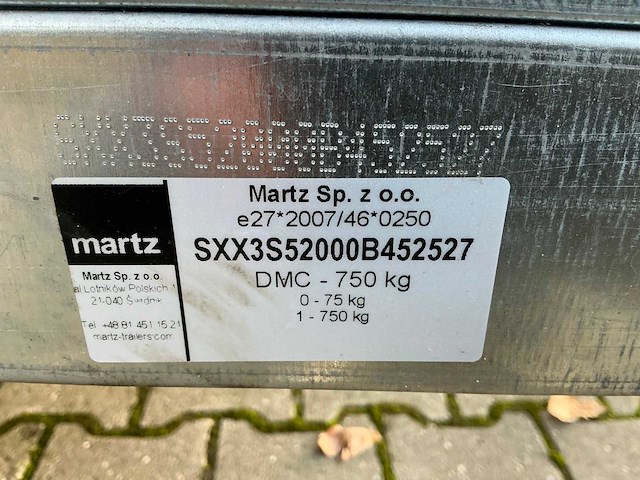 SXX3S52000B452527
martz
Martz Sp. z o.o.
al Lotników Polskich 1
21-040 Świdnik
Tel +48 81 451 15 21
martz-trailers.com
Martz Sp. z o.o.
e27*2007/46*0250
SXX3S52000B452527
DMC - 750 kg
0 - 75 kg
1 - 750 kg